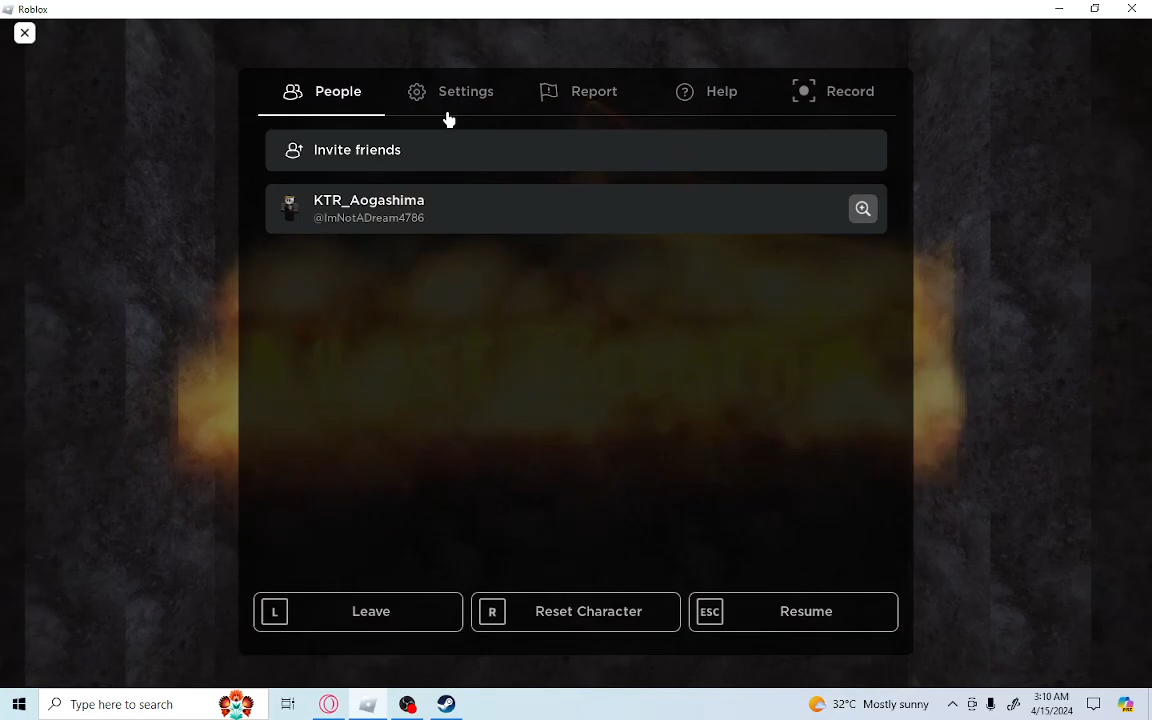 Roblox
People
Settings
Report
Help
Record
Invite friends
KTR_Aogashima
@ImNotADream4786
L Leave
R Reset Character
ESC Resume
Type here to search
32°C Mostly sunny
3:10 AM
4/15/2024